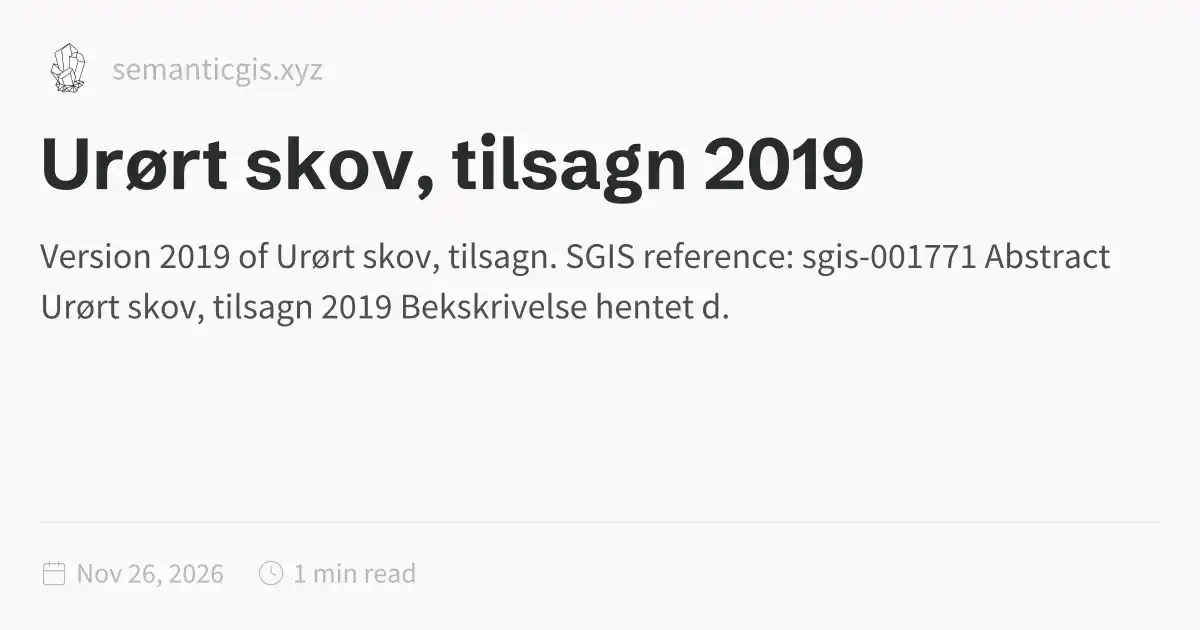 semanticgis.xyz
Urørt skov, tilsagn 2019
Version 2019 of Urørt skov, tilsagn. SGIS reference: sgis-001771 Abstract
Urørt skov, tilsagn 2019 Bekskrivelse hentet d.
Nov 26, 2026 1 min read